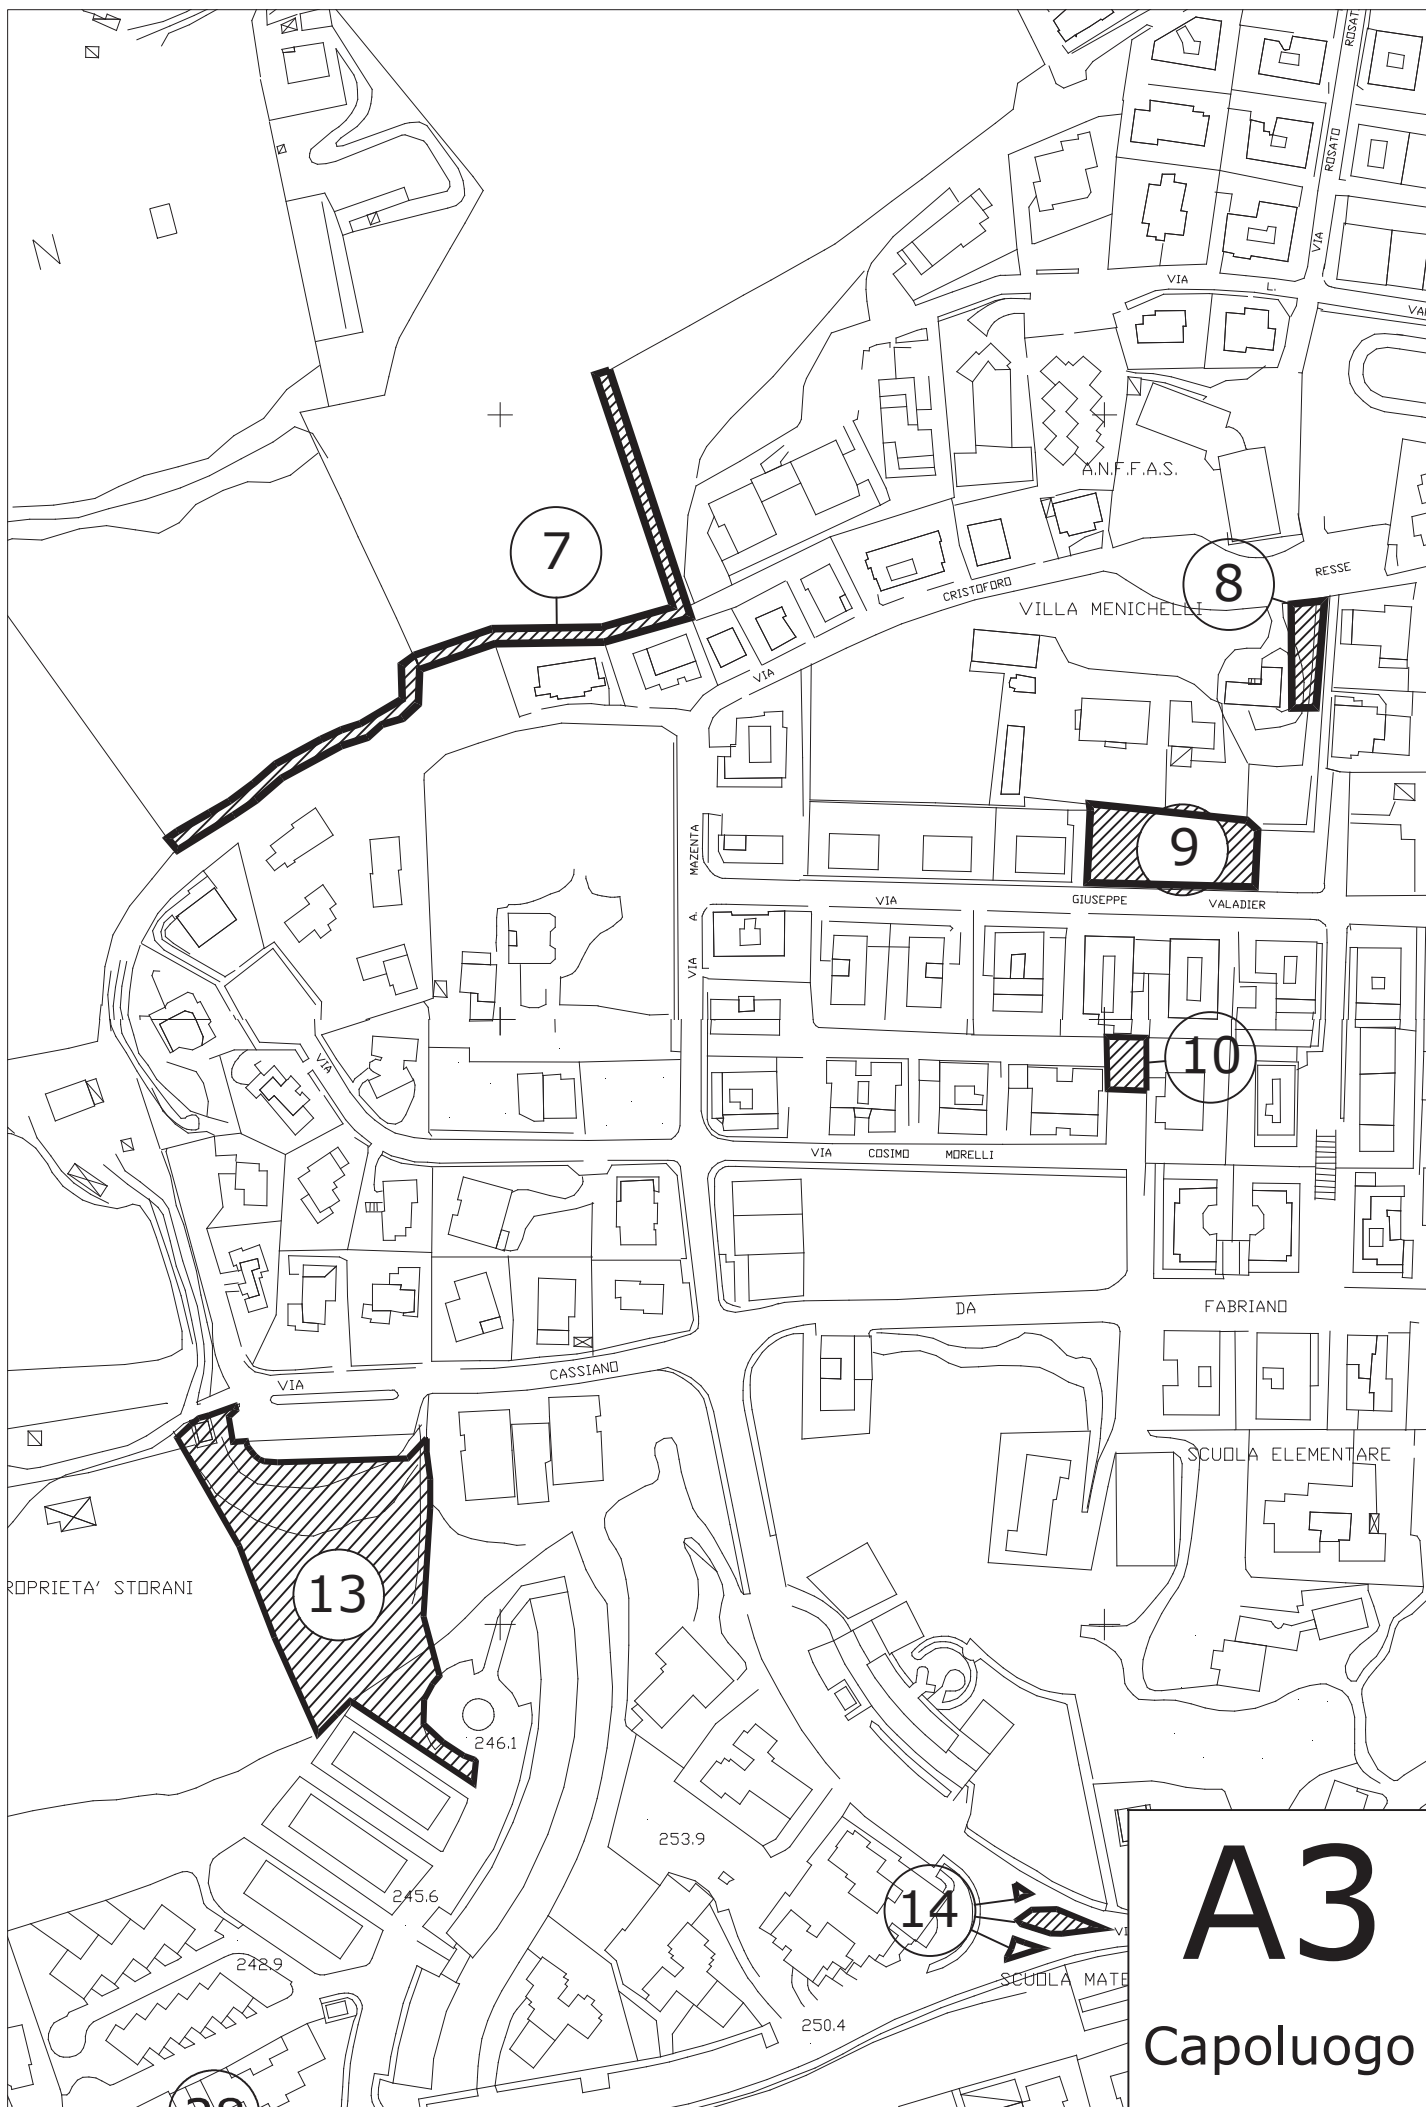 ROSATO
ROSATO
VIA
N
VIA
L.
A.N.F.F.A.S.
7
RESSE
8
CRISTOFORO
VILLA MENICHELLI
VIA
MAZENTA
9
A.
VIA
GIUSEPPE
VALADIER
VIA
10
VIA
VIA
COSIMO
MORELLI
DA
FABRIANO
CASSIANO
VIA
SCUOLA ELEMENTARE
13
ROPRIETA' STORANI
246.1
253.9
245.6
14
A3
VI
242.9
SCUOLA MATE
250.4
Capoluogo